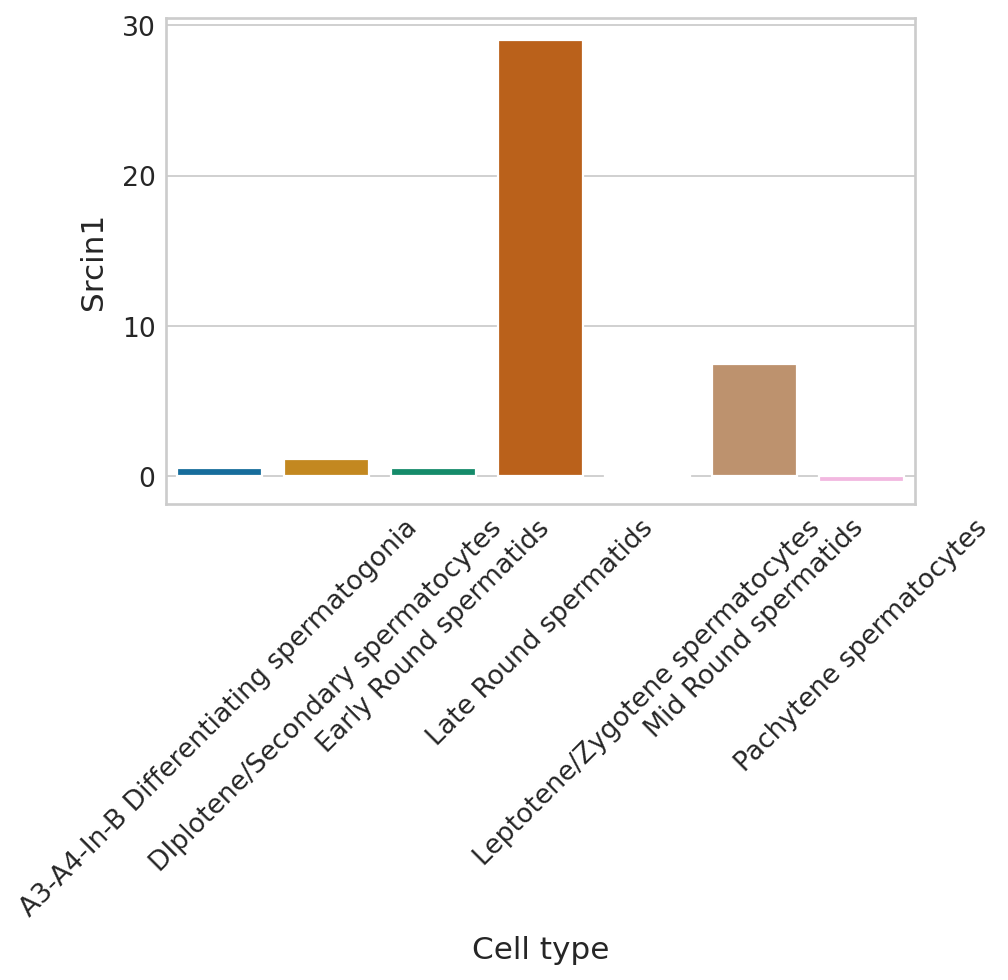 30
20
10
0
Srcin1
A3-A4-In-B Differentiating spermatogonia
DIplotene/Secondary spermatocytes
Early Round spermatids
Late Round spermatids
Leptotene/Zygotene spermatocytes
Mid Round spermatids
Pachytene spermatocytes
Cell type